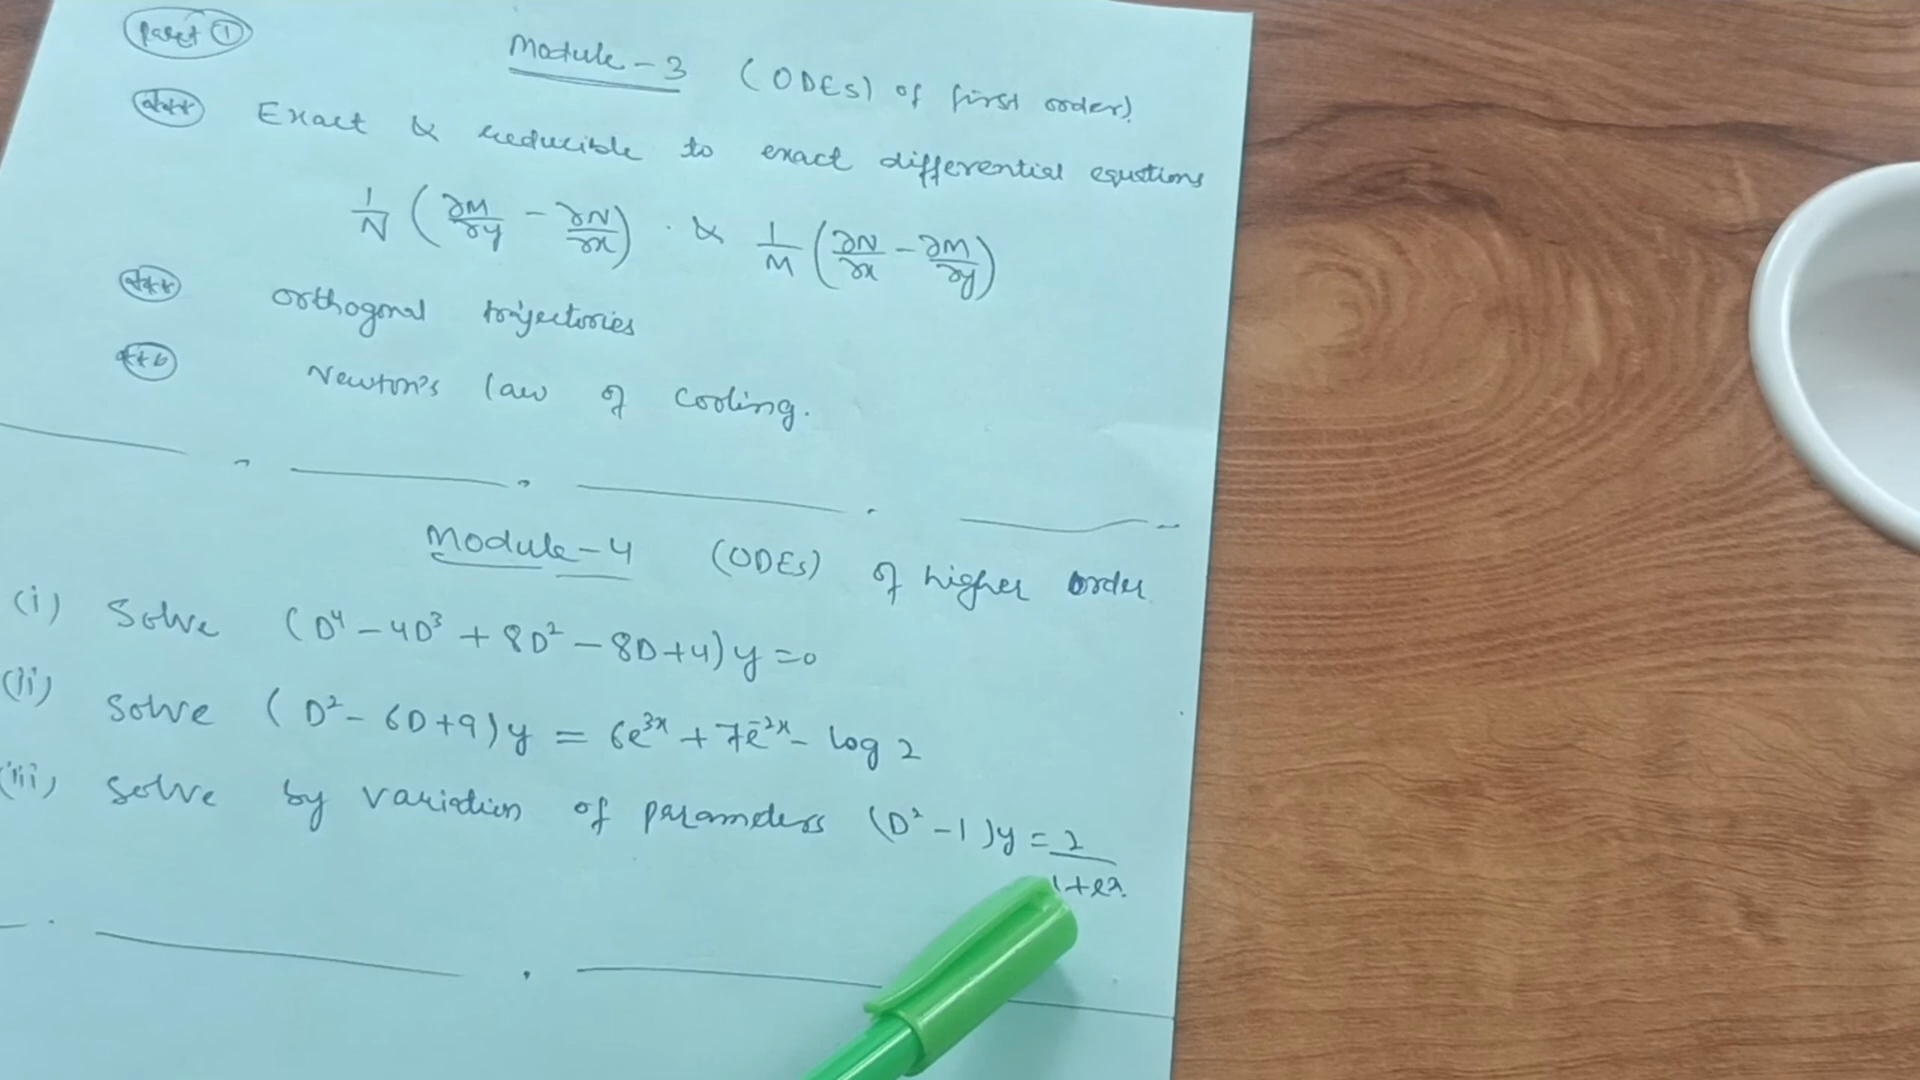 Part ①
Module-3 (ODEs) of first order)
*** Exact & reducible to exact differential equations
1/N (∂M/∂y - ∂N/∂x) . & 1/M (∂N/∂x - ∂M/∂y)
*** orthogonal trajectories
*** Newton's law of cooling.
Module-4 (ODEs) of higher order
(i) Solve (D⁴ - 4D³ + 8D² - 8D + 4) y = 0
(ii) Solve (D² - 6D + 9) y = 6e³ˣ + 7e⁻²ˣ - log 2
(iii) Solve by variation of parameters (D² - 1) y = 2/(1+eˣ).